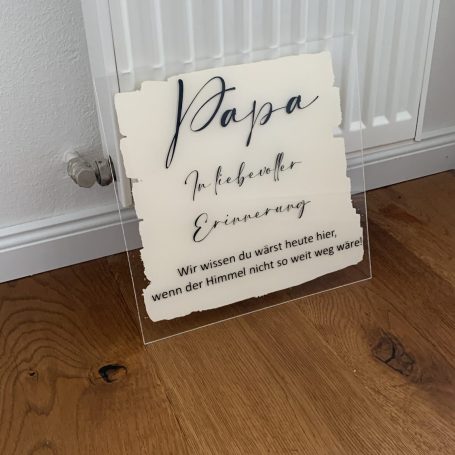 Papa
In liebevoller
Erinnerung
Wir wissen du wärst heute hier,
wenn der Himmel nicht so weit weg wäre!